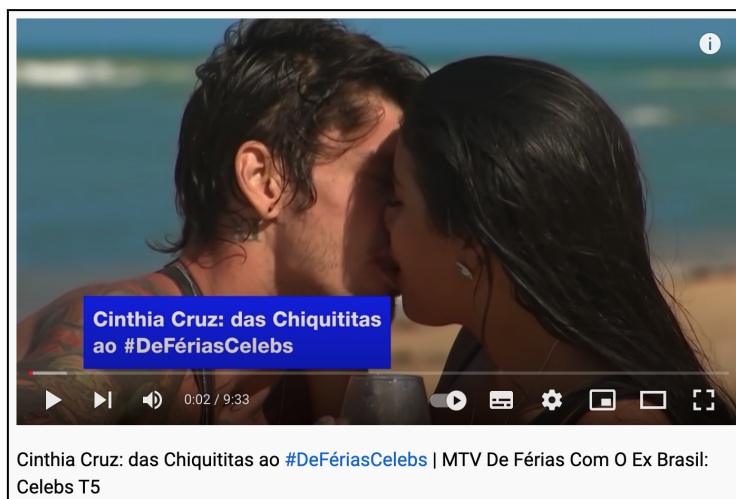 Cinthia Cruz: das Chiquititas
ao #DeFériasCelebs
0:02 / 9:33
Cinthia Cruz: das Chiquititas ao #DeFériasCelebs | MTV De Férias Com O Ex Brasil:
Celebs T5